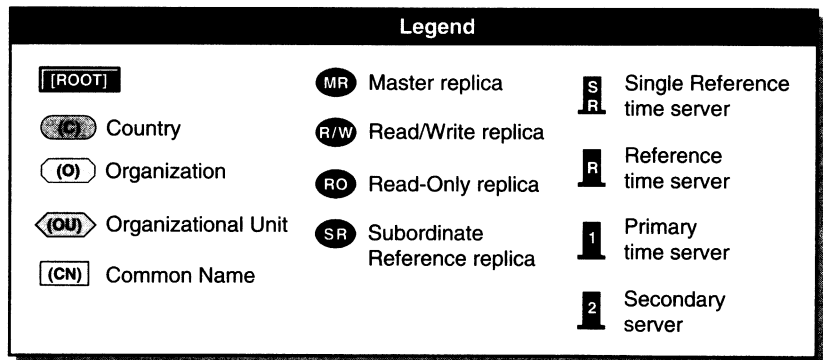 Legend
[ROOT]
(C) Country
(O) Organization
(OU) Organizational Unit
(CN) Common Name
MR Master replica
R/W Read/Write replica
RO Read-Only replica
SR Subordinate
Reference replica
S
R
Single Reference
time server
R Reference
time server
1 Primary
time server
2 Secondary
server